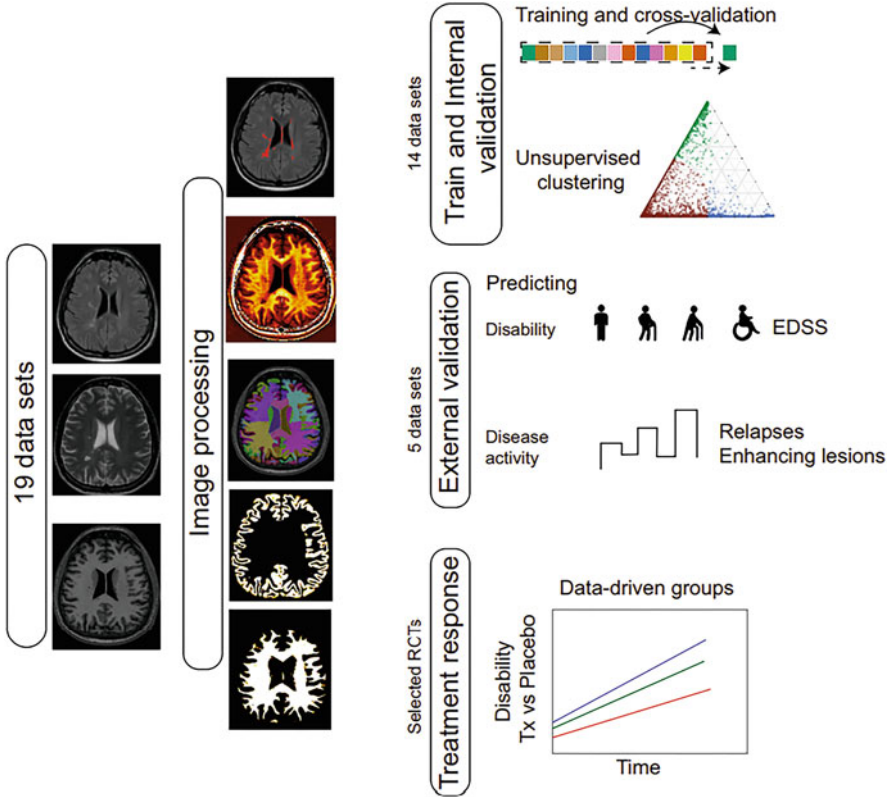 19 data sets
Image processing
14 data sets
Train and Internal
validation
Training and cross-validation
Unsupervised
clustering
5 data sets
External validation
Predicting
Disability
EDSS
Disease
activity
Relapses
Enhancing lesions
Selected RCTs
Treatment response
Data-driven groups
Disability
Tx vs Placebo
Time